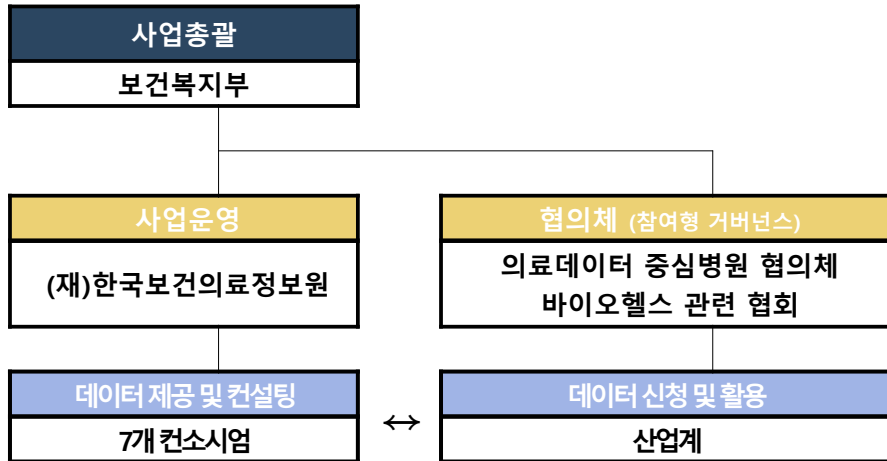 사업총괄
보건복지부
사업운영
(재)한국보건의료정보원
협의체 (참여형 거버넌스)
의료데이터 중심병원 협의체
바이오헬스 관련 협회
데이터 제공 및 컨설팅
7개 컨소시엄
↔
데이터 신청 및 활용
산업계